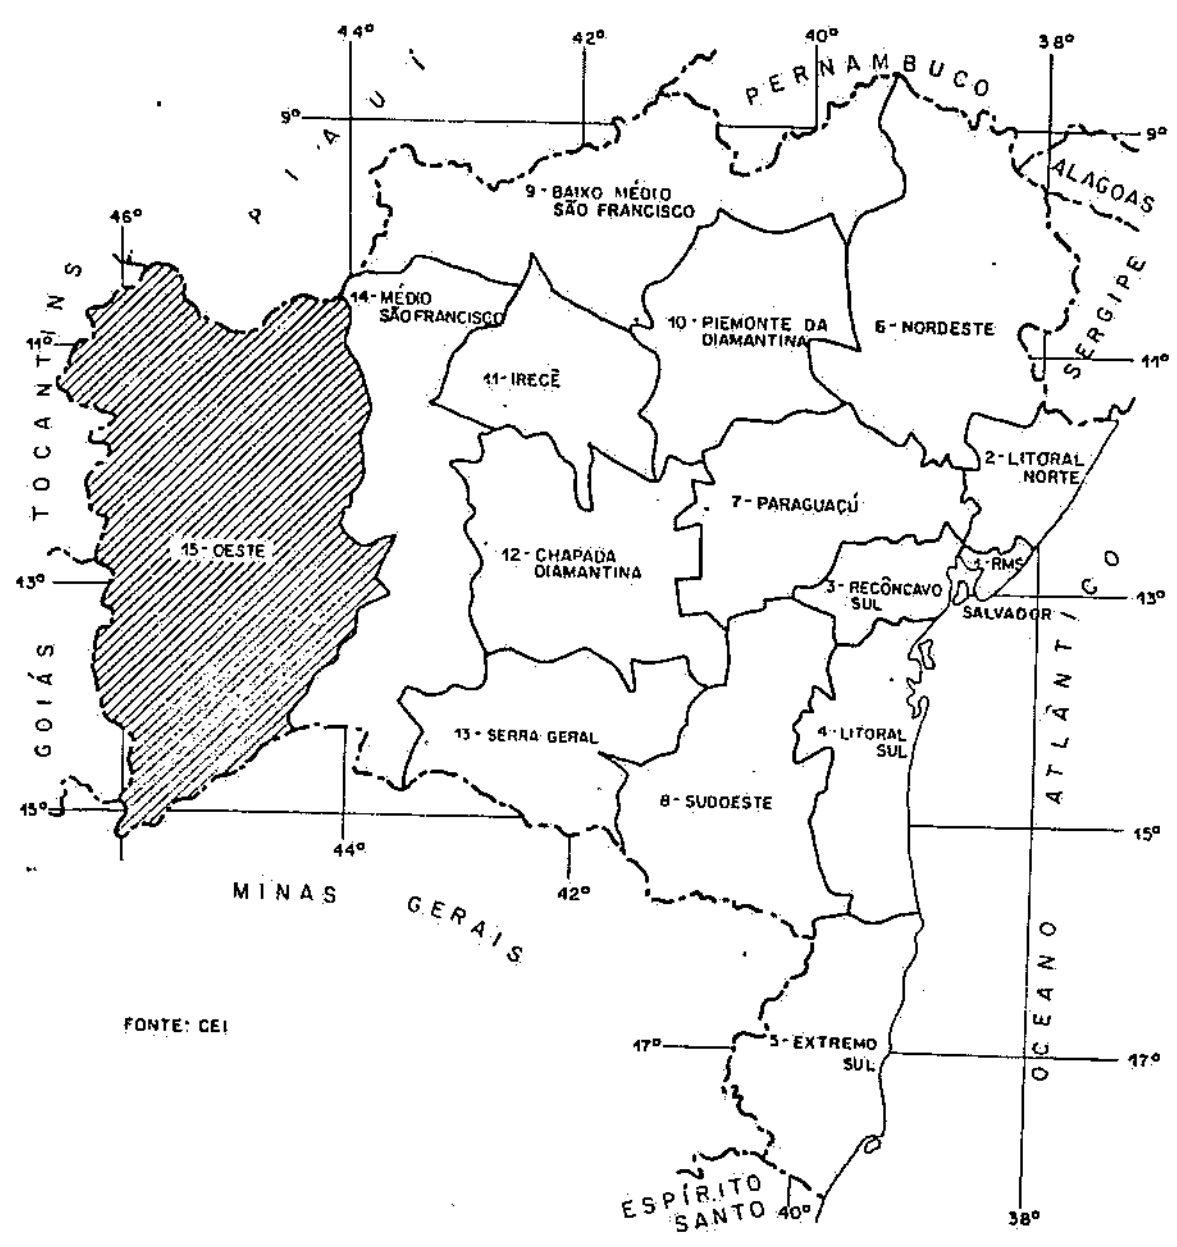 44º
42º
40º
38º
PIAUÍ
PERNAMBUCO
9º
9º
ALAGOAS
9-BAIXO MÉDIO
SÃO FRANCISCO
46º
TOCANTINS
14-MÉDIO
SÃO FRANCISCO
10-PIEMONTE DA
DIAMANTINA
6-NORDESTE
SERGIPE
11º
11º
11-IRECÊ
2-LITORAL
NORTE
7-PARAGUAÇÚ
15-OESTE
12-CHAPADA
DIAMANTINA
1-RMS
3-RECÔNCAVO
SUL
SALVADOR
13º
13º
GOIÁS
13-SERRA GERAL
4-LITORAL
SUL
8-SUDOESTE
OCEANO ATLÂNTICO
15º
15º
44º
42º
MINAS GERAIS
FONTE: CEI
17º
5-EXTREMO
SUL
17º
ESPÍRITO
SANTO
40º
38º